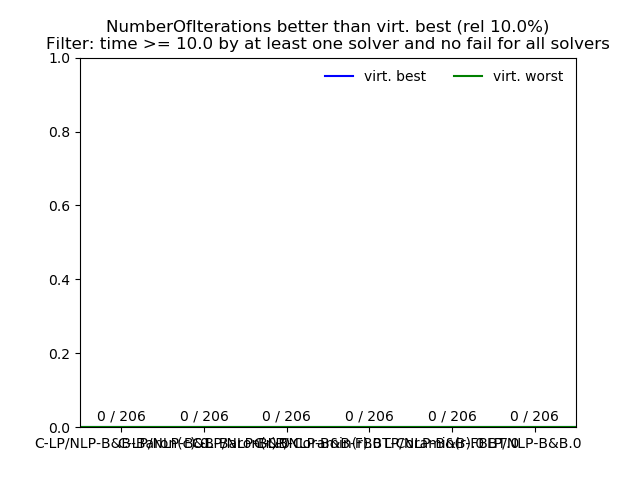 NumberOfIterations better than virt. best (rel 10.0%)
Filter: time >= 10.0 by at least one solver and no fail for all solvers
virt. best virt. worst
1.0
0.8
0.6
0.4
0.2
0.0
0 / 206 0 / 206 0 / 206 0 / 206 0 / 206 0 / 206
C-LP/NLP-B&B-B